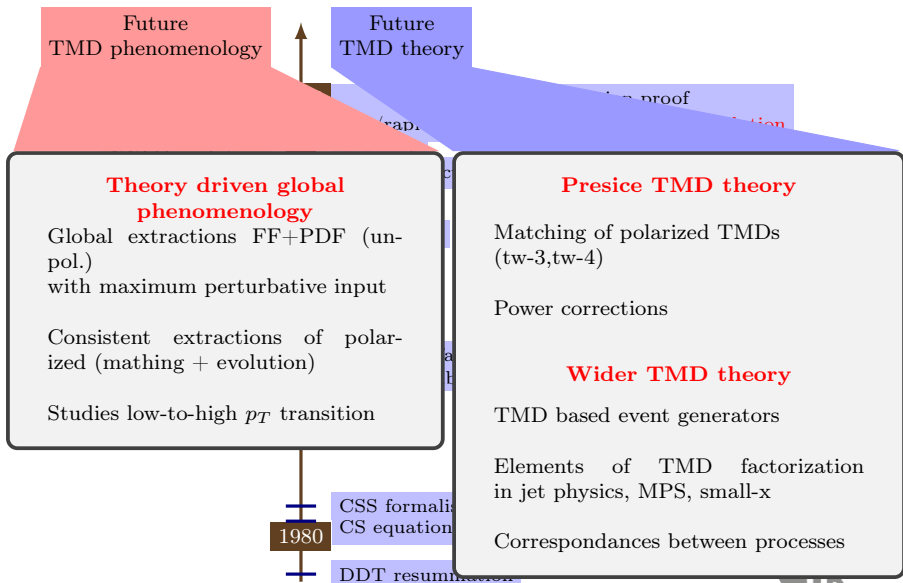 Future
TMD phenomenology
Future
TMD theory
proof
Theory driven global
phenomenology
Global extractions FF+PDF (un-
pol.)
with maximum perturbative input
Consistent extractions of polar-
ized (mathing + evolution)
Studies low-to-high p_T transition
Presice TMD theory
Matching of polarized TMDs
(tw-3,tw-4)
Power corrections
Wider TMD theory
TMD based event generators
Elements of TMD factorization
in jet physics, MPS, small-x
Correspondances between processes
CSS formalis
CS equation
1980
DDT resummation